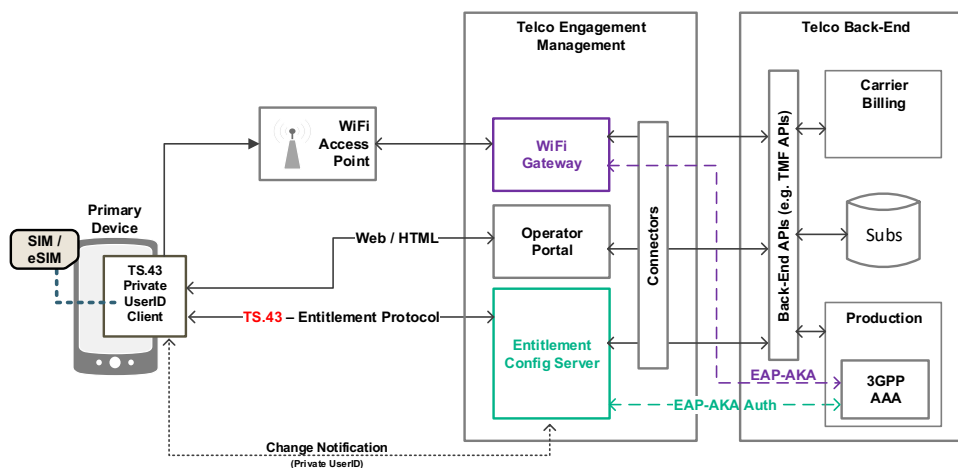 Telco Engagement
Management
Telco Back-End
Carrier
Billing
WiFi
Access
Point
WiFi
Gateway
Connectors
Back-End APIs (e.g. TMF APIs)
Primary
Device
SIM /
eSIM
Web / HTML
Operator
Portal
Subs
TS.43
Private
UserID
Client
TS.43 – Entitlement Protocol
Entitlement
Config Server
Production
EAP-AKA
3GPP
AAA
EAP-AKA Auth
Change Notification
(Private UserID)